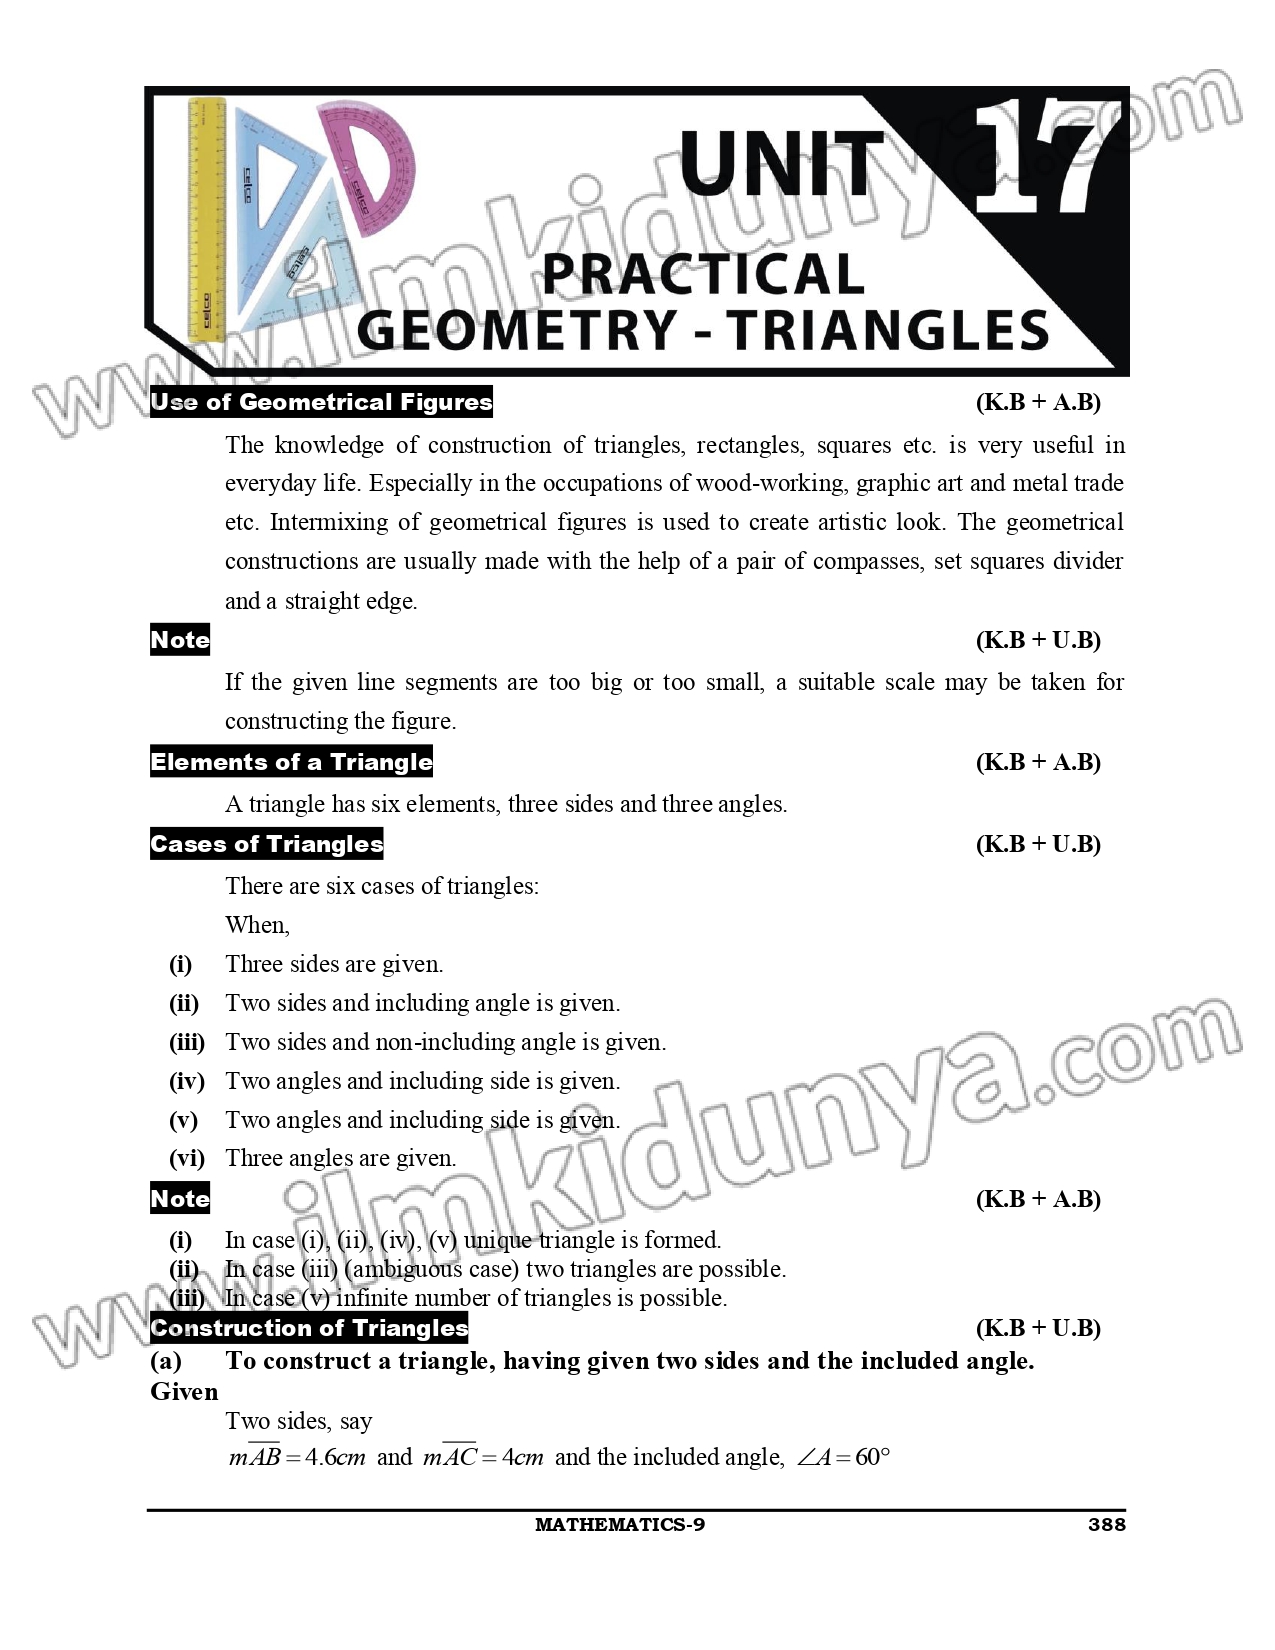 UNIT 17
PRACTICAL
GEOMETRY - TRIANGLES
celco
celco
celco
celco
www.ilmkidunya.com
Use of Geometrical Figures (K.B + A.B)
The knowledge of construction of triangles, rectangles, squares etc. is very useful in
everyday life. Especially in the occupations of wood-working, graphic art and metal trade
etc. Intermixing of geometrical figures is used to create artistic look. The geometrical
constructions are usually made with the help of a pair of compasses, set squares divider
and a straight edge.
Note (K.B + U.B)
If the given line segments are too big or too small, a suitable scale may be taken for
constructing the figure.
Elements of a Triangle (K.B + A.B)
A triangle has six elements, three sides and three angles.
Cases of Triangles (K.B + U.B)
There are six cases of triangles:
When,
(i) Three sides are given.
(ii) Two sides and including angle is given.
(iii) Two sides and non-including angle is given.
(iv) Two angles and including side is given.
(v) Two angles and including side is given.
(vi) Three angles are given.
www.ilmkidunya.com
Note (K.B + A.B)
(i) In case (i), (ii), (iv), (v) unique triangle is formed.
(ii) In case (iii) (ambiguous case) two triangles are possible.
(iii) In case (v) infinite number of triangles is possible.
Construction of Triangles (K.B + U.B)
(a) To construct a triangle, having given two sides and the included angle.
Given
Two sides, say
mAB = 4.6cm and mAC = 4cm and the included angle, ∠A = 60°
MATHEMATICS-9 388